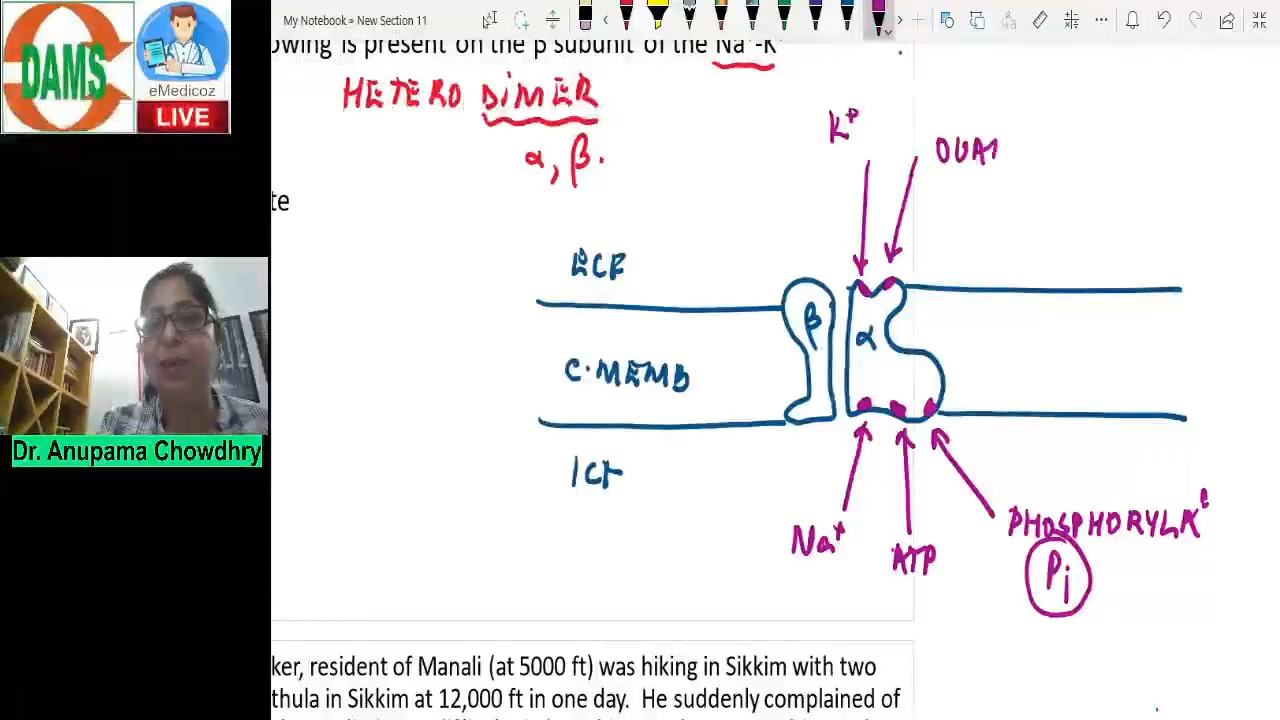 My Notebook » New Section 11
DAMS
eMedicoz
LIVE
owing is present on the β subunit of the Na⁺-K⁺
HETERO DIMER
α, β.
te
K⁺
OUA
ECF
β
α
C·MEMB
ICF
Na⁺
ATP
PHOSPHORYL
Pi
Dr. Anupama Chowdhry
ker, resident of Manali (at 5000 ft) was hiking in Sikkim with two
thula in Sikkim at 12,000 ft in one day. He suddenly complained of